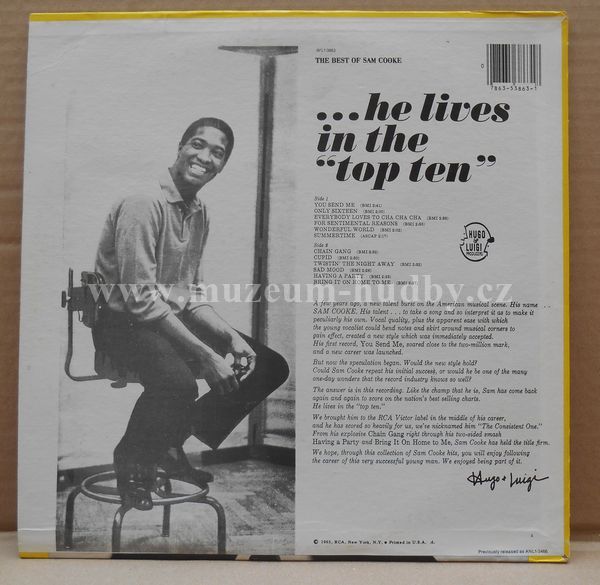 THE BEST OF SAM COOKE
0
7863-53863-1
...he lives
in the
"top ten"
Side 1
YOU SEND ME (BMI 2:41)
ONLY SIXTEEN
EVERYBODY LOVES TO CHA CHA CHA
FOR SENTIMENTAL REASONS
WONDERFUL WORLD
SUMMERTIME
Side 2
CHAIN GANG
CUPID
TWISTIN' THE NIGHT AWAY
SAD MOOD
HAVING A PARTY
BRING IT ON HOME TO ME
HUGO
&
LUIGI
PRODUCERS
www.muzeum-hudby.cz
A few years ago, a new talent burst on the American musical scene. His name . . .
SAM COOKE. His talent . . . to take a song and so interpret it as to make it
peculiarly his own. Vocal quality, plus the apparent ease with which
the young vocalist could bend notes and skirt around musical corners to
gain effect, created a new style which was immediately accepted.
His first record, You Send Me, soared close to the two-million mark,
and a new career was launched.
But now the speculation began. Would the new style hold?
Could Sam Cooke repeat his initial success, or would he be one of the many
one-day wonders that the record industry knows so well?
The answer is in this recording. Like the champ that he is, Sam has come back
again and again to score on the nation's best selling charts.
He lives in the "top ten."
We brought him to the RCA Victor label in the middle of his career,
and he has scored so heavily for us, we've nicknamed him "The Consistent One."
From his explosive Chain Gang right through his two-sided smash
Having a Party and Bring It On Home to Me, Sam Cooke has held the title firm.
We hope, through this collection of Sam Cooke hits, you will enjoy following
the career of this very successful young man. We enjoyed being part of it.
Hugo & Luigi
RCA, New York, N.Y. • Printed in U.S.A.
Previously released as ANL1-3466